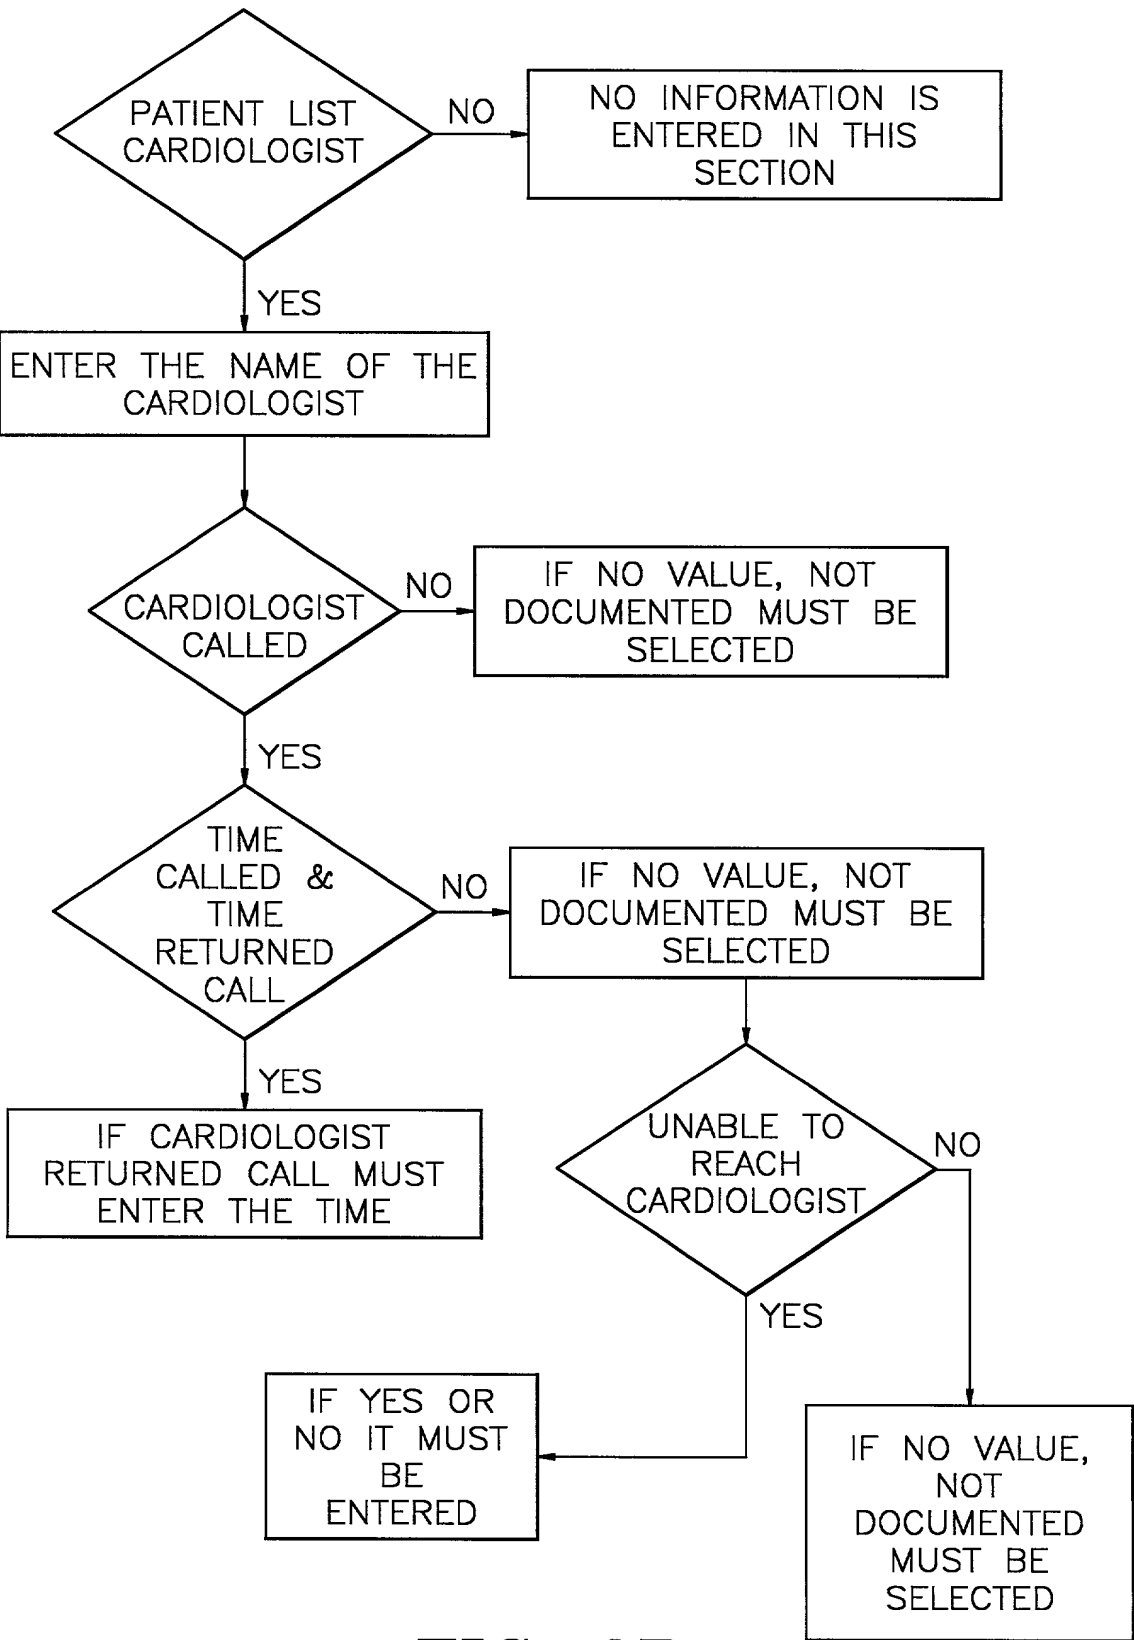 PATIENT LIST
CARDIOLOGIST
NO
NO INFORMATION IS
ENTERED IN THIS
SECTION
YES
ENTER THE NAME OF THE
CARDIOLOGIST
CARDIOLOGIST
CALLED
NO
IF NO VALUE, NOT
DOCUMENTED MUST BE
SELECTED
YES
TIME
CALLED &
TIME
RETURNED
CALL
NO
IF NO VALUE, NOT
DOCUMENTED MUST BE
SELECTED
YES
IF CARDIOLOGIST
RETURNED CALL MUST
ENTER THE TIME
UNABLE TO
REACH
CARDIOLOGIST
NO
YES
IF YES OR
NO IT MUST
BE
ENTERED
IF NO VALUE,
NOT
DOCUMENTED
MUST BE
SELECTED